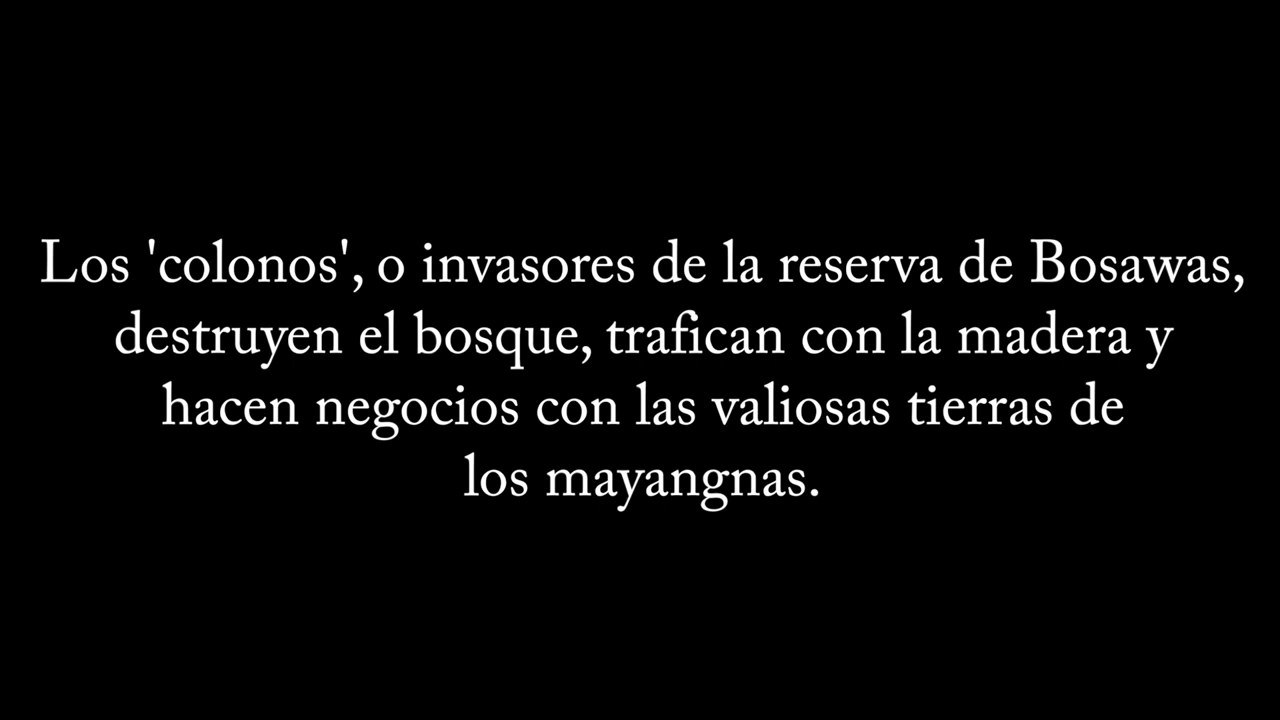 Los 'colonos', o invasores de la reserva de Bosawas,
destruyen el bosque, trafican con la madera y
hacen negocios con las valiosas tierras de
los mayangnas.